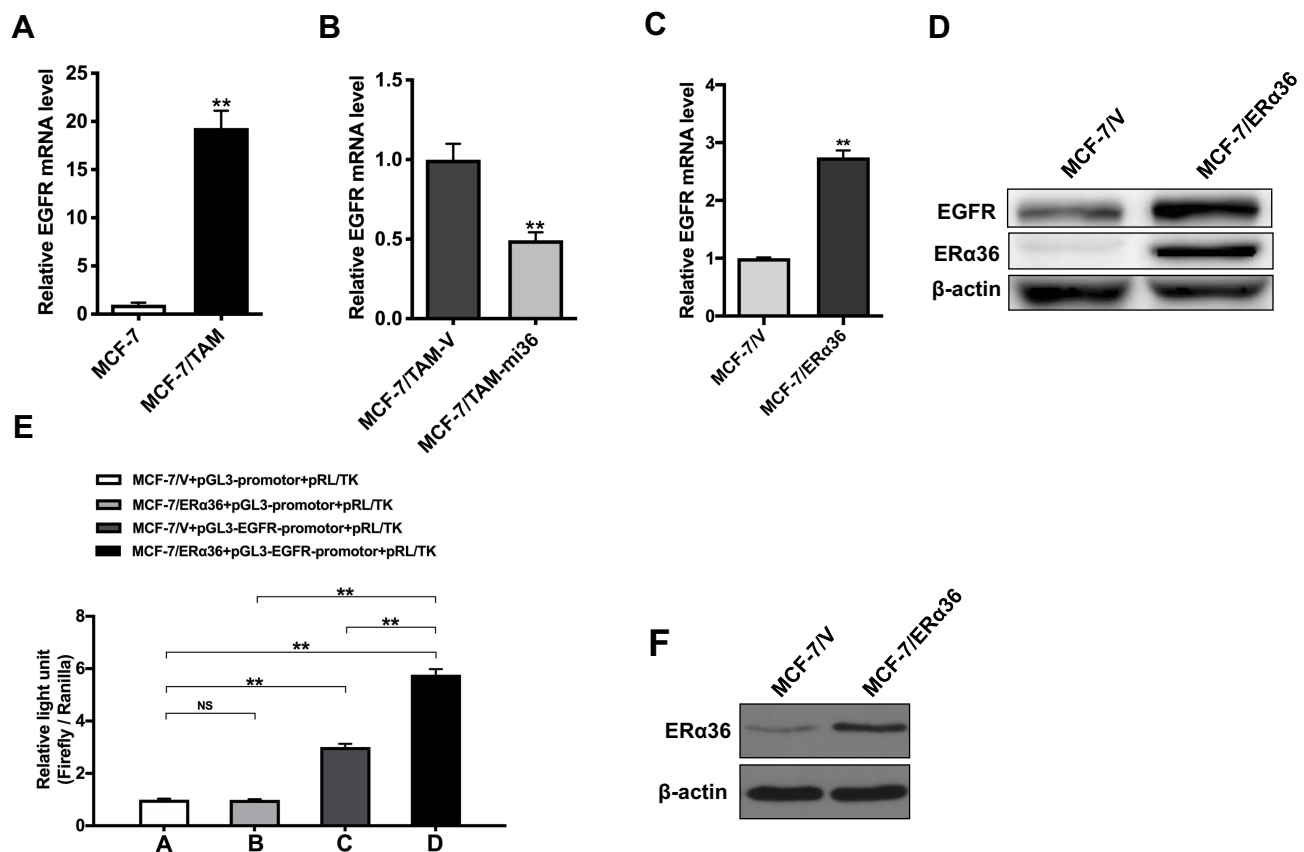 A
Relative EGFR mRNA level
25
20
15
10
5
0
**
MCF-7
MCF-7/TAM
B
Relative EGFR mRNA level
1.5
1.0
0.5
0.0
**
MCF-7/TAM-V
MCF-7/TAM-mi36
C
Relative EGFR mRNA level
4
3
2
1
0
**
MCF-7/V
MCF-7/ERα36
D
MCF-7/V
MCF-7/ERα36
EGFR
ERα36
β-actin
E
MCF-7/V+pGL3-promotor+pRL/TK
MCF-7/ERα36+pGL3-promotor+pRL/TK
MCF-7/V+pGL3-EGFR-promotor+pRL/TK
MCF-7/ERα36+pGL3-EGFR-promotor+pRL/TK
Relative light unit
(Firefly / Ranilla)
8
6
4
2
0
**
**
**
**
NS
A B C D
F
MCF-7/V
MCF-7/ERα36
ERα36
β-actin